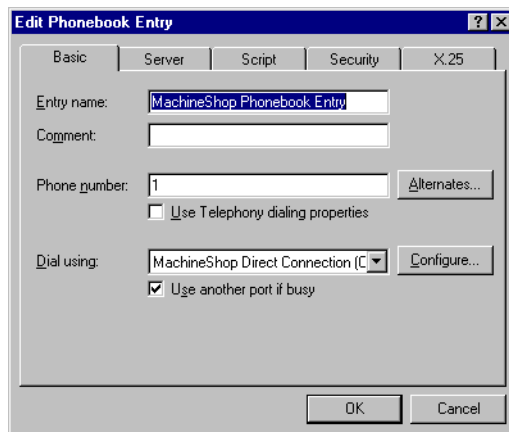 Edit Phonebook Entry
Basic Server Script Security X.25
Entry name: MachineShop Phonebook Entry
Comment:
Phone number: 1 Alternates...
Use Telephony dialing properties
Dial using: MachineShop Direct Connection (C Configure...
Use another port if busy
OK Cancel